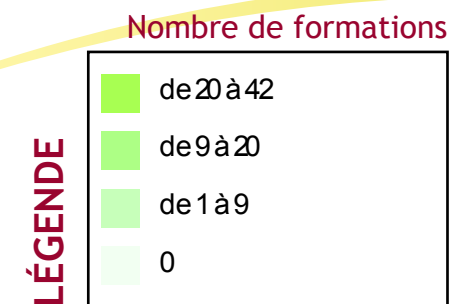 Nombre de formations
LÉGENDE
de 20 à 42
de 9 à 20
de 1 à 9
0